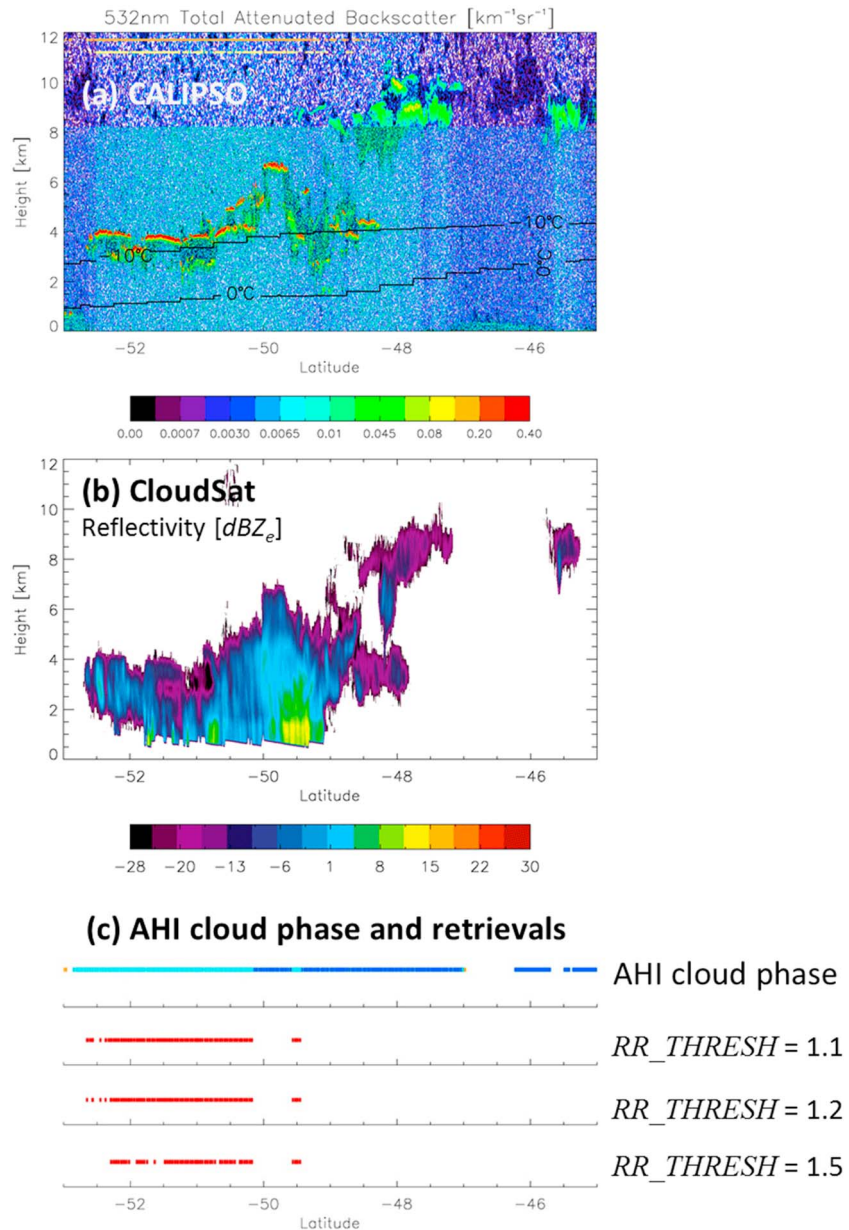 532nm Total Attenuated Backscatter [km⁻¹sr⁻¹]
(a) CALIPSO
Height [km]
12
10
8
6
4
2
0
-10°C
-10°C
0°C
0°C
-52 -50 -48 -46
Latitude
0.00 0.0007 0.0030 0.0065 0.01 0.045 0.08 0.20 0.40
(b) CloudSat
Reflectivity [dBZₑ]
Height [km]
12
10
8
6
4
2
0
-52 -50 -48 -46
Latitude
-28 -20 -13 -6 1 8 15 22 30
(c) AHI cloud phase and retrievals
AHI cloud phase
RR_THRESH = 1.1
RR_THRESH = 1.2
RR_THRESH = 1.5
-52 -50 -48 -46
Latitude